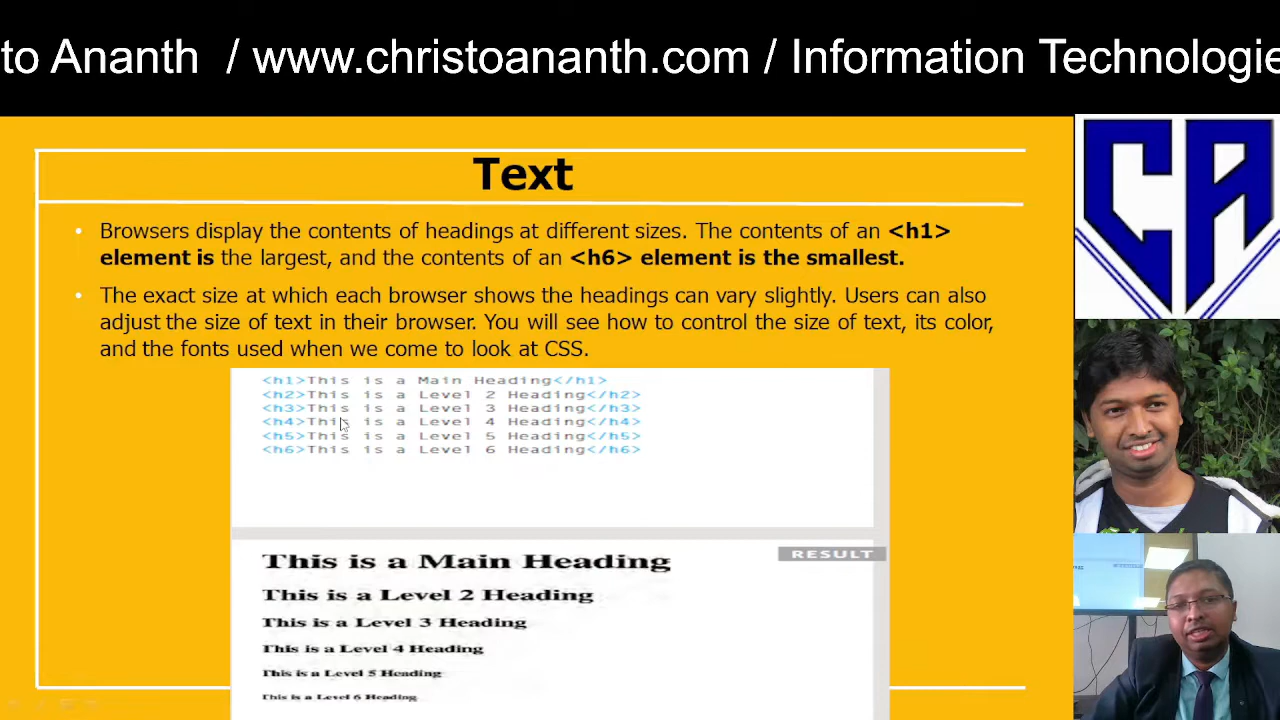 to Ananth / www.christoananth.com / Information Technologie
CA
Text
• Browsers display the contents of headings at different sizes. The contents of an <h1>
element is the largest, and the contents of an <h6> element is the smallest.
• The exact size at which each browser shows the headings can vary slightly. Users can also
adjust the size of text in their browser. You will see how to control the size of text, its color,
and the fonts used when we come to look at CSS.
<h1>This is a Main Heading</h1>
<h2>This is a Level 2 Heading</h2>
<h3>This is a Level 3 Heading</h3>
<h4>This is a Level 4 Heading</h4>
<h5>This is a Level 5 Heading</h5>
<h6>This is a Level 6 Heading</h6>
RESULT
This is a Main Heading
This is a Level 2 Heading
This is a Level 3 Heading
This is a Level 4 Heading
This is a Level 5 Heading
This is a Level 6 Heading